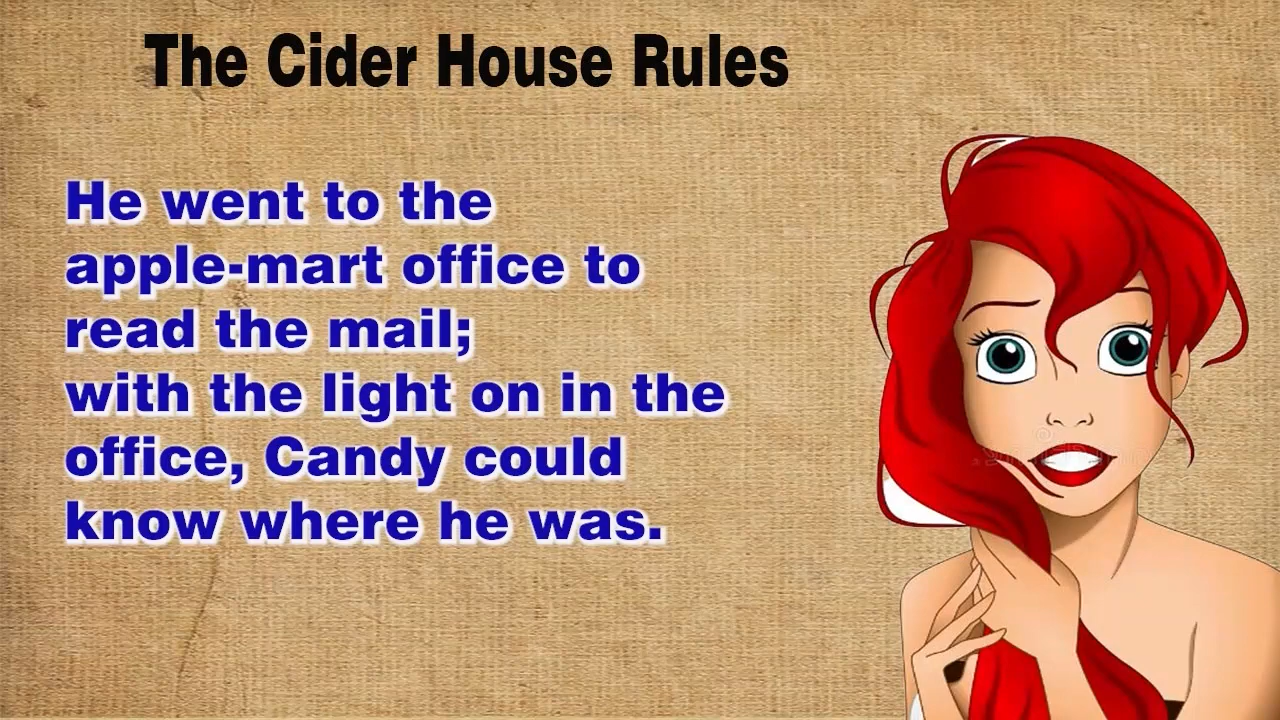 The Cider House Rules
He went to the
apple-mart office to
read the mail;
with the light on in the
office, Candy could
know where he was.